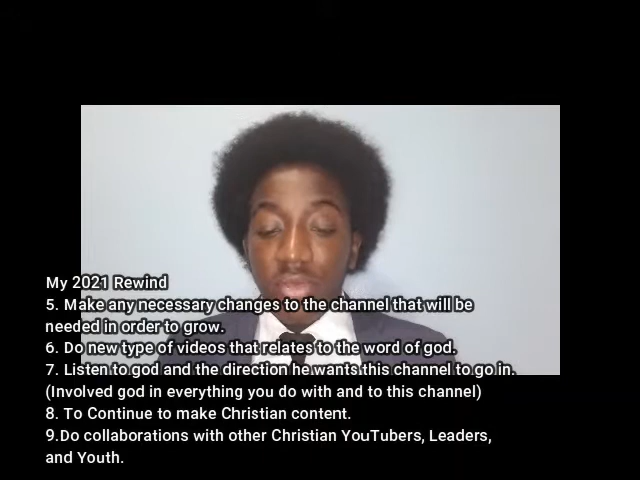 My 2021 Rewind
5. Make any necessary changes to the channel that will be
needed in order to grow.
6. Do new type of videos that relates to the word of god.
7. Listen to god and the direction he wants this channel to go in.
(Involved god in everything you do with and to this channel)
8. To Continue to make Christian content.
9.Do collaborations with other Christian YouTubers, Leaders,
and Youth.